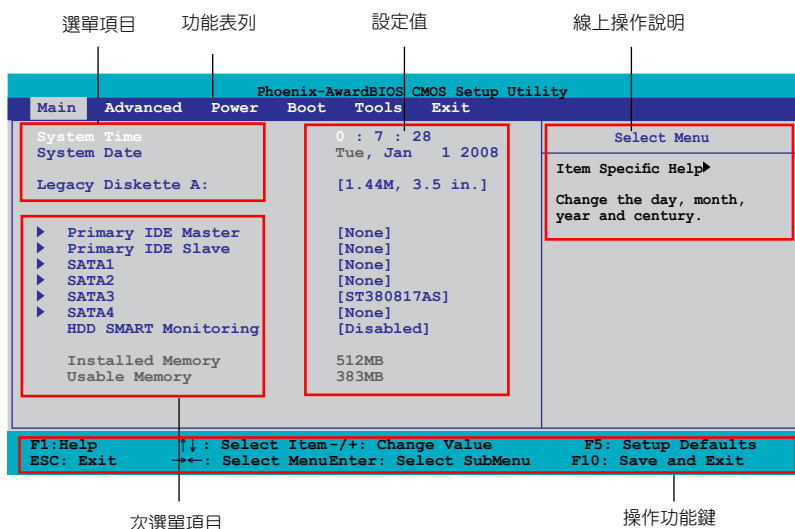 選單項目 功能表列 設定值 線上操作說明
Phoenix-AwardBIOS CMOS Setup Utility
Main Advanced Power Boot Tools Exit
System Time 0 : 7 : 28 Select Menu
System Date Tue, Jan 1 2008
Item Specific Help
Legacy Diskette A: [1.44M, 3.5 in.]
Change the day, month,
year and century.
Primary IDE Master [None]
Primary IDE Slave [None]
SATA1 [None]
SATA2 [None]
SATA3 [ST380817AS]
SATA4 [None]
HDD SMART Monitoring [Disabled]
Installed Memory 512MB
Usable Memory 383MB
F1:Help ↑↓: Select Item -/+: Change Value F5: Setup Defaults
ESC: Exit →←: Select Menu Enter: Select SubMenu F10: Save and Exit
次選單項目 操作功能鍵